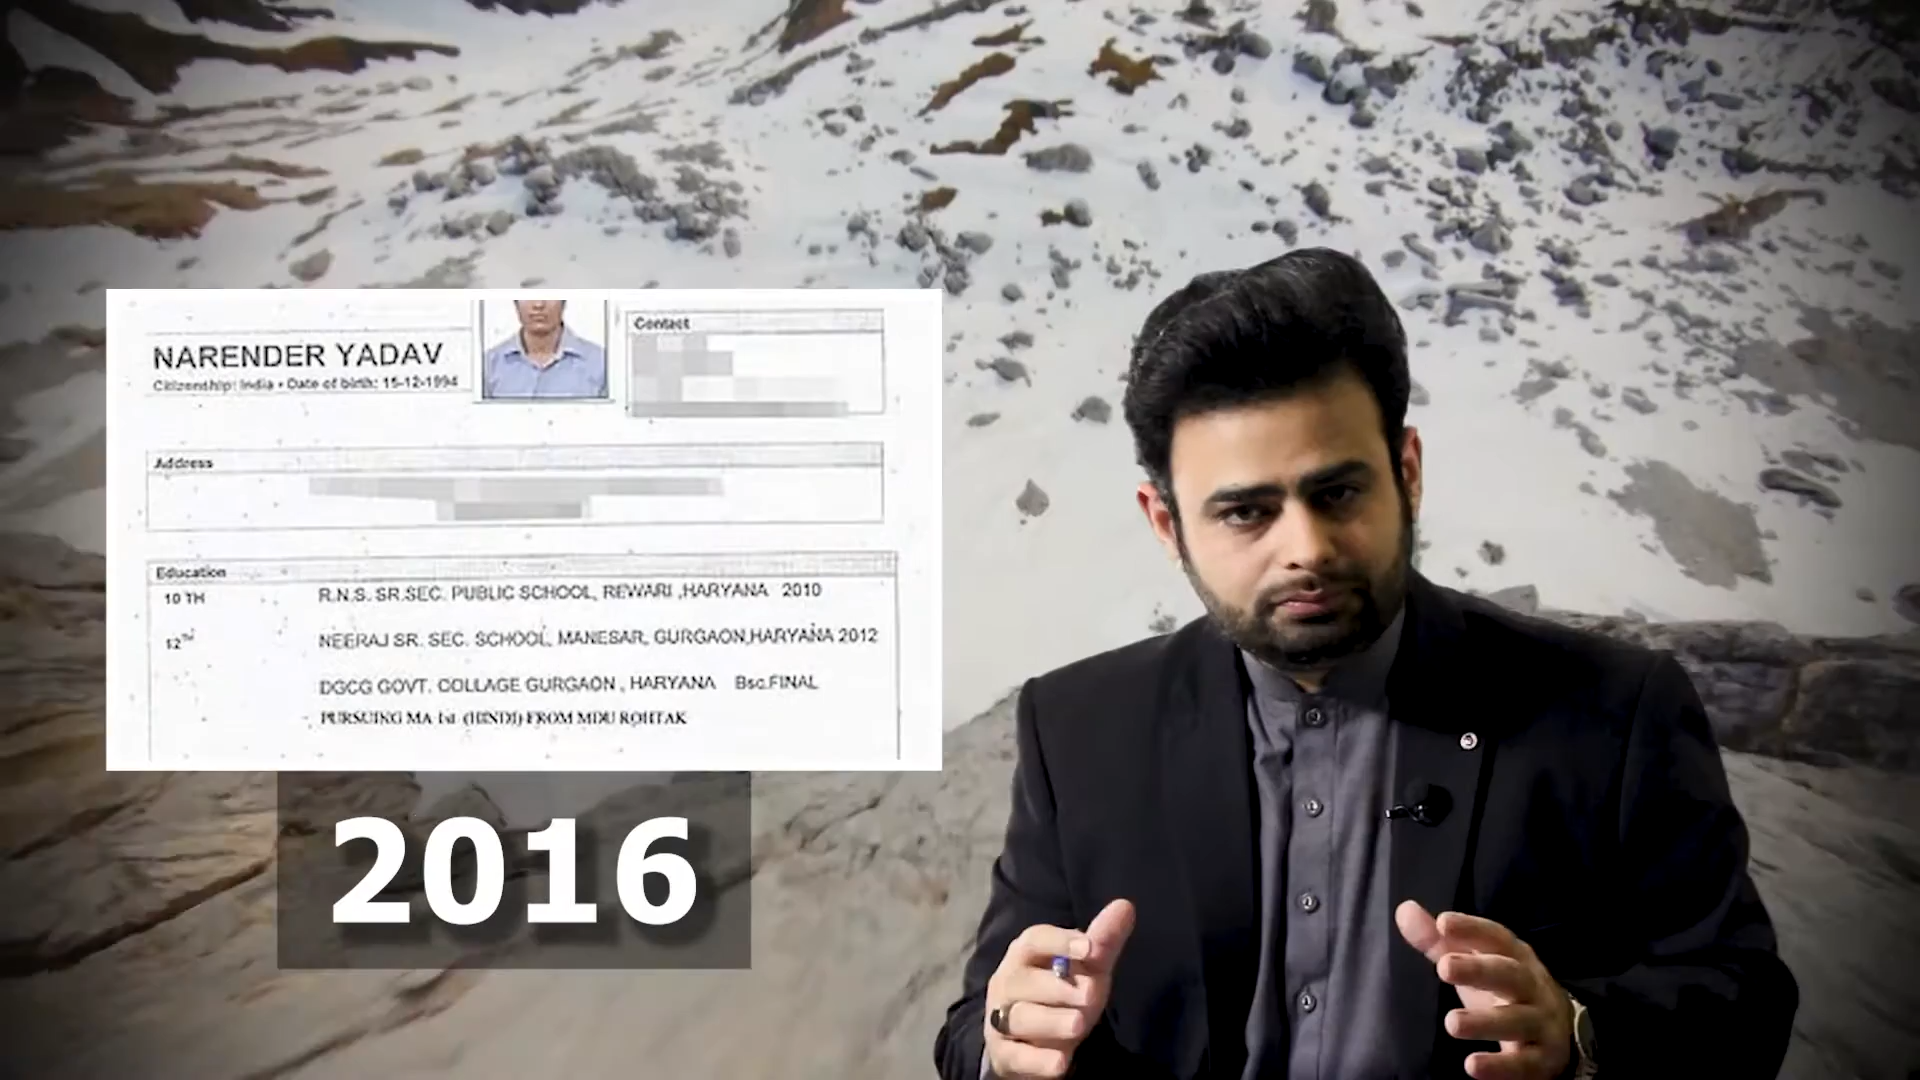 Contact
NARENDER YADAV
Citizenship: India • Date of birth: 15-12-1994
Address
Education
10 TH R.N.S. SR.SEC. PUBLIC SCHOOL, REWARI ,HARYANA 2010
12TH NEERAJ SR. SEC. SCHOOL, MANESAR, GURGAON,HARYANA 2012
DGCG GOVT. COLLAGE GURGAON , HARYANA Bsc.FINAL
PURSUING MA 1st (HINDI) FROM MDU ROHTAK
2016